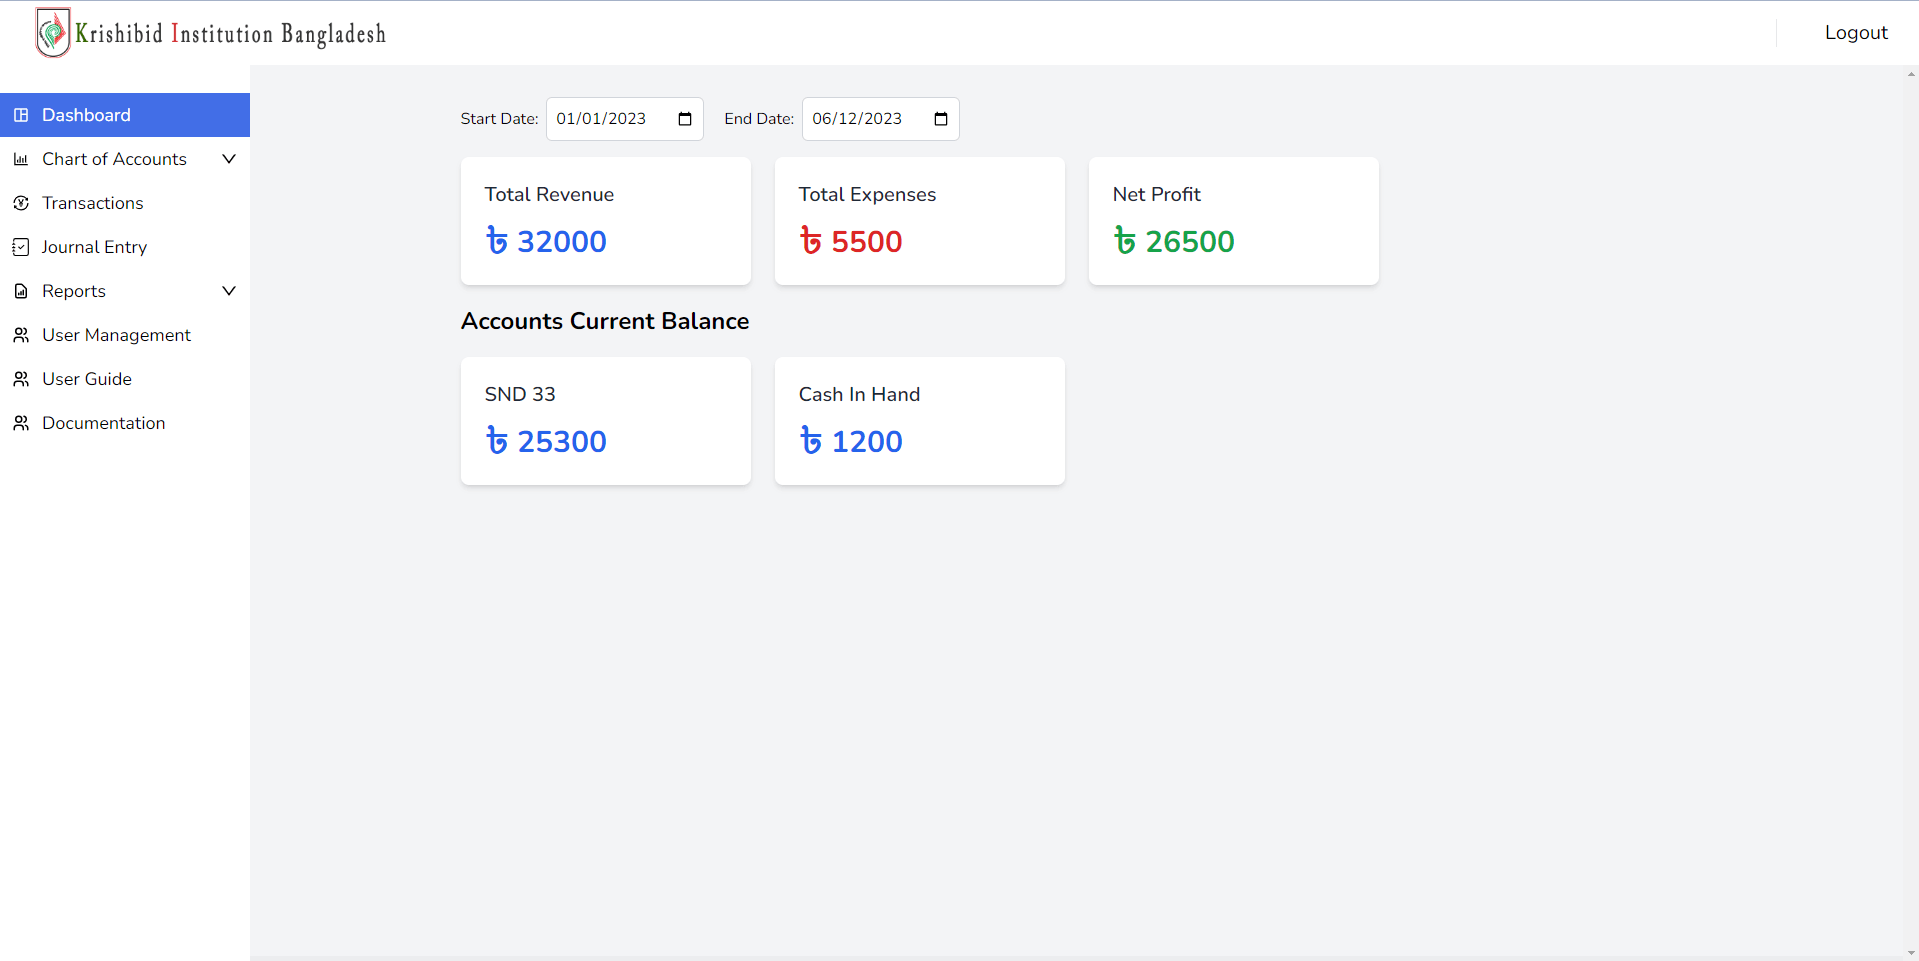 Krishibid Institution Bangladesh
Logout
Dashboard
Chart of Accounts
Transactions
Journal Entry
Reports
User Management
User Guide
Documentation
Start Date: 01/01/2023 End Date: 06/12/2023
Total Revenue
৳ 32000
Total Expenses
৳ 5500
Net Profit
৳ 26500
Accounts Current Balance
SND 33
৳ 25300
Cash In Hand
৳ 1200